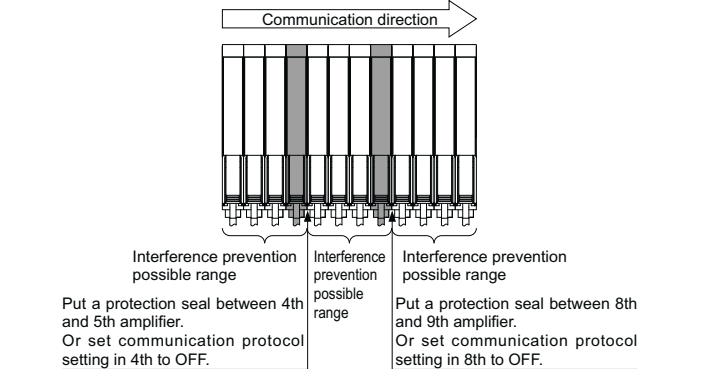 Communication direction
Interference prevention
possible range
Interference
prevention
possible
range
Interference prevention
possible range
Put a protection seal between 4th
and 5th amplifier.
Or set communication protocol
setting in 4th to OFF.
Put a protection seal between 8th
and 9th amplifier.
Or set communication protocol
setting in 8th to OFF.